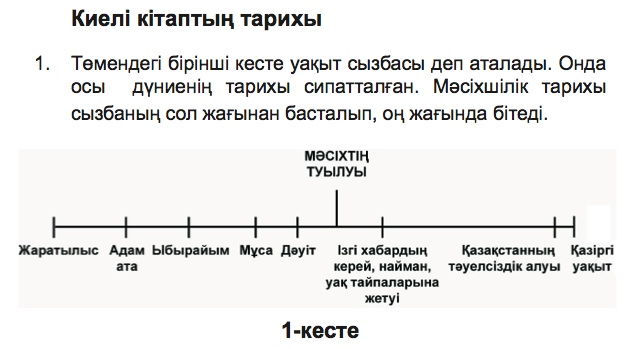 Киелі кітаптың тарихы
1. Төмендегі бірінші кесте уақыт сызбасы деп аталады. Онда
осы дүниенің тарихы сипатталған. Мәсіхшілік тарихы
сызбаның сол жағынан басталып, оң жағында бітеді.
МӘСІХТІҢ
ТУЫЛУЫ
Жаратылыс
Адам
ата
Ыбырайым
Мұса
Дәуіт
Ізгі хабардың
керей, найман,
уақ тайпаларына
жетуі
Қазақстанның
тәуелсіздік алуы
Қазіргі
уақыт
1-кесте